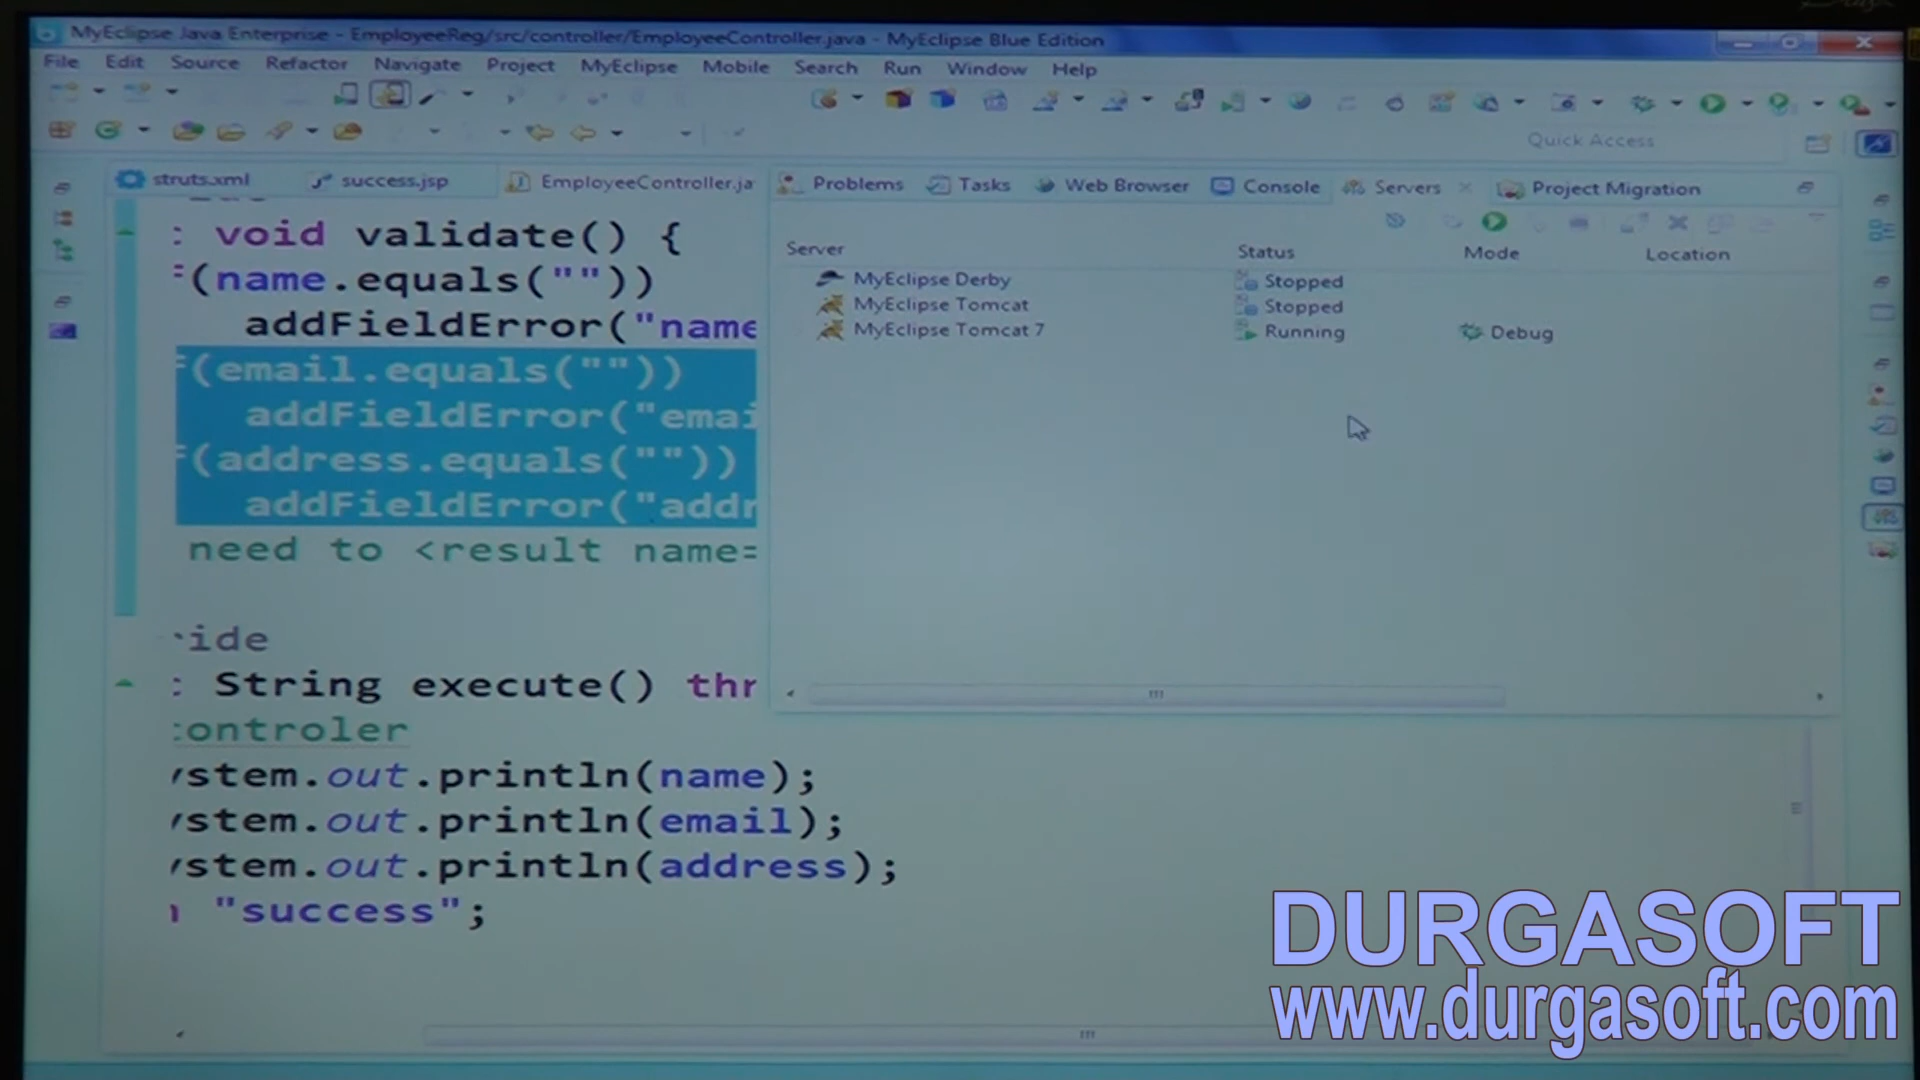 MyEclipse Java Enterprise - EmployeeReg/src/controller/EmployeeController.java - MyEclipse Blue Edition
File Edit Source Refactor Navigate Project MyEclipse Mobile Search Run Window Help
Quick Access
struts.xml success.jsp EmployeeController.ja
Problems Tasks Web Browser Console Servers Project Migration
Server Status Mode Location
MyEclipse Derby Stopped
MyEclipse Tomcat Stopped
MyEclipse Tomcat 7 Running Debug
: void validate() {
(name.equals(""))
addFieldError("name
(email.equals(""))
addFieldError("emai
(address.equals(""))
addFieldError("addr
need to <result name=
ide
: String execute() thr
:ontroler
ystem.out.println(name);
ystem.out.println(email);
ystem.out.println(address);
"success";
DURGASOFT
www.durgasoft.com